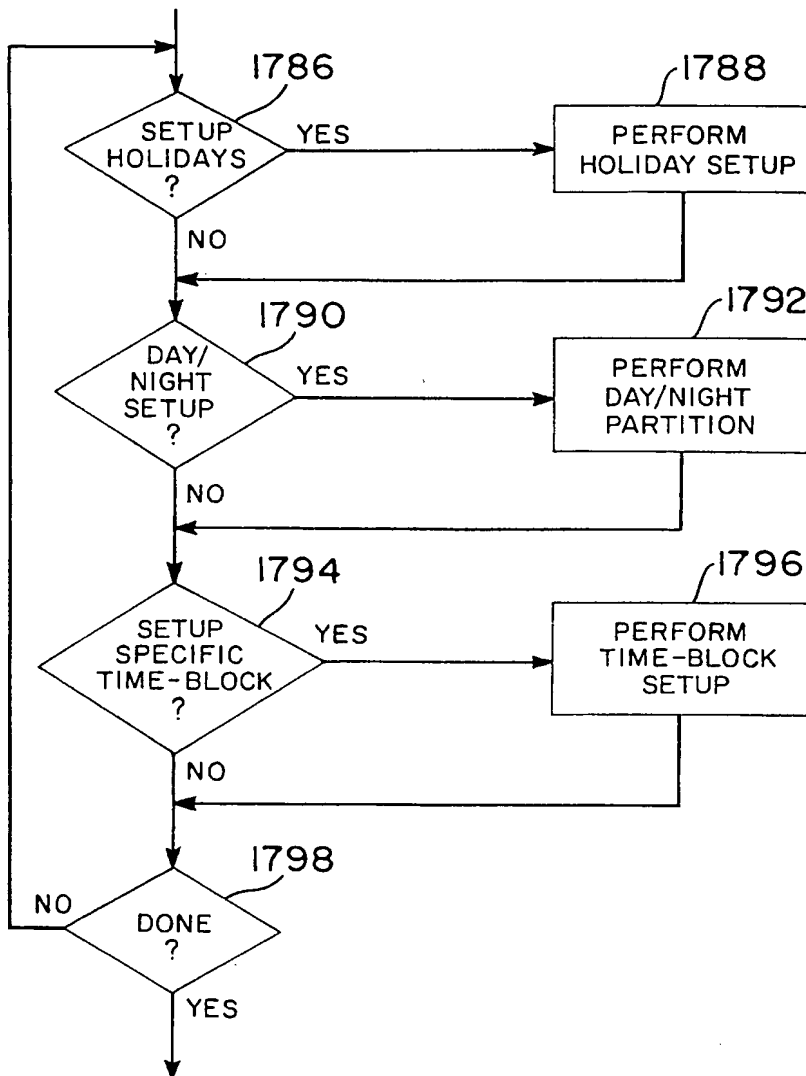 1786
1788
SETUP
HOLIDAYS
?
YES
PERFORM
HOLIDAY SETUP
NO
1790
1792
DAY/
NIGHT
SETUP
?
YES
PERFORM
DAY/NIGHT
PARTITION
NO
1794
1796
SETUP
SPECIFIC
TIME-BLOCK
?
YES
PERFORM
TIME-BLOCK
SETUP
NO
1798
NO
DONE
?
YES